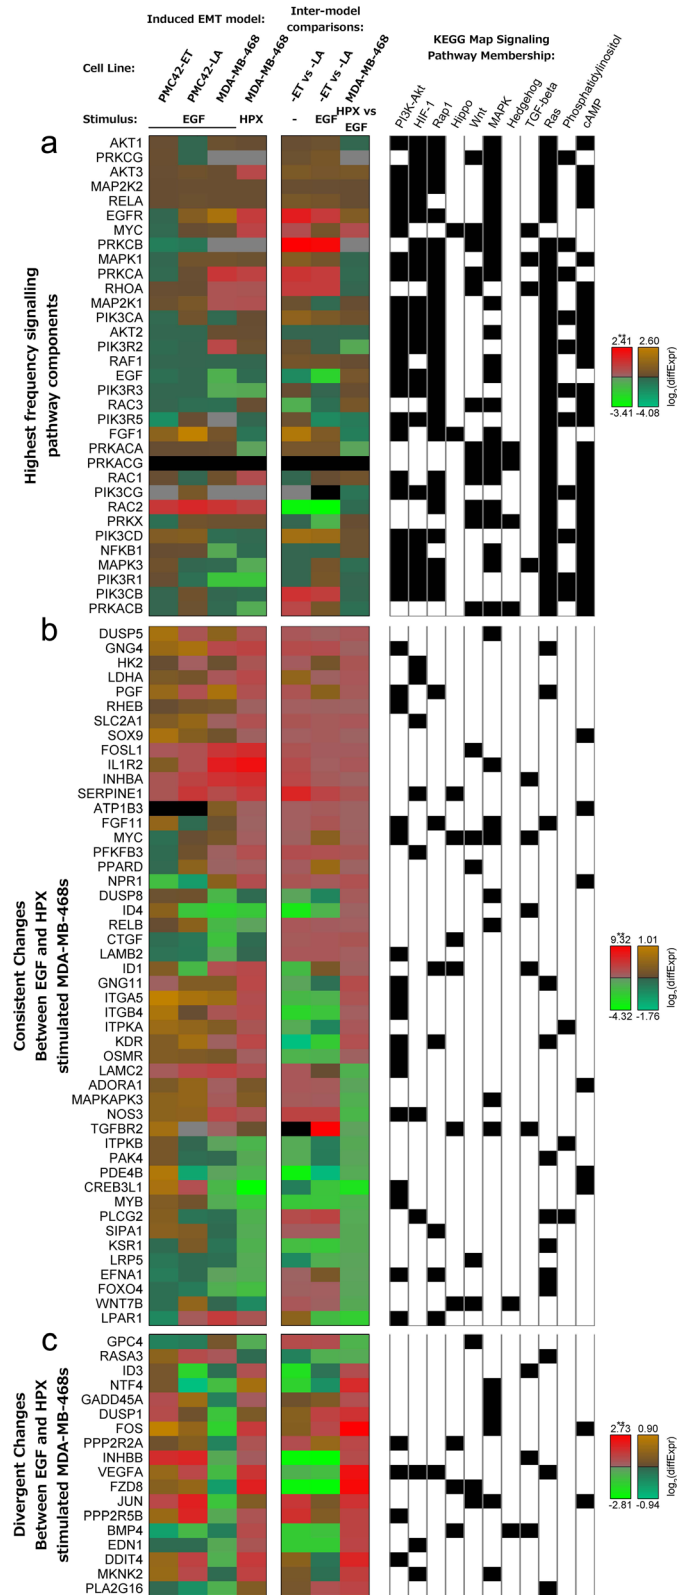 Induced EMT model:
Inter-model
comparisons:
KEGG Map Signaling
Pathway Membership:
Cell Line:
PMC42-ET
PMC42-LA
MDA-MB-468
MDA-MB-468
-ET vs -LA
-ET vs -LA
MDA-MB-468
Stimulus:
EGF
HPX
-
EGF
HPX vs
EGF
PI3K-Akt
HIF-1
Rap1
Hippo
Wnt
MAPK
Hedgehog
TGF-beta
Ras
Phosphatidylinositol
cAMP
a
Highest frequency signalling
pathway components
AKT1
PRKCG
AKT3
MAP2K2
RELA
EGFR
MYC
PRKCB
MAPK1
PRKCA
RHOA
MAP2K1
PIK3CA
AKT2
PIK3R2
RAF1
EGF
PIK3R3
RAC3
PIK3R5
FGF1
PRKACA
PRKACG
RAC1
PIK3CG
RAC2
PRKX
PIK3CD
NFKB1
MAPK3
PIK3R1
PIK3CB
PRKACB
**
2.41
2.60
-3.41
-4.08
log2(diffExpr)
b
Consistent Changes
Between EGF and HPX
stimulated MDA-MB-468s
DUSP5
GNG4
HK2
LDHA
PGF
RHEB
SLC2A1
SOX9
FOSL1
IL1R2
INHBA
SERPINE1
ATP1B3
FGF11
MYC
PFKFB3
PPARD
NPR1
DUSP8
ID4
RELB
CTGF
LAMB2
ID1
GNG11
ITGA5
ITGB4
ITPKA
KDR
OSMR
LAMC2
ADORA1
MAPKAPK3
NOS3
TGFBR2
ITPKB
PAK4
PDE4B
CREB3L1
MYB
PLCG2
SIPA1
KSR1
LRP5
EFNA1
FOXO4
WNT7B
LPAR1
**
9.32
1.01
-4.32
-1.76
log2(diffExpr)
c
Divergent Changes
Between EGF and HPX
stimulated MDA-MB-468s
GPC4
RASA3
ID3
NTF4
GADD45A
DUSP1
FOS
PPP2R2A
INHBB
VEGFA
FZD8
JUN
PPP2R5B
BMP4
EDN1
DDIT4
MKNK2
PLA2G16
**
2.73
0.90
-2.81
-0.94
log2(diffExpr)